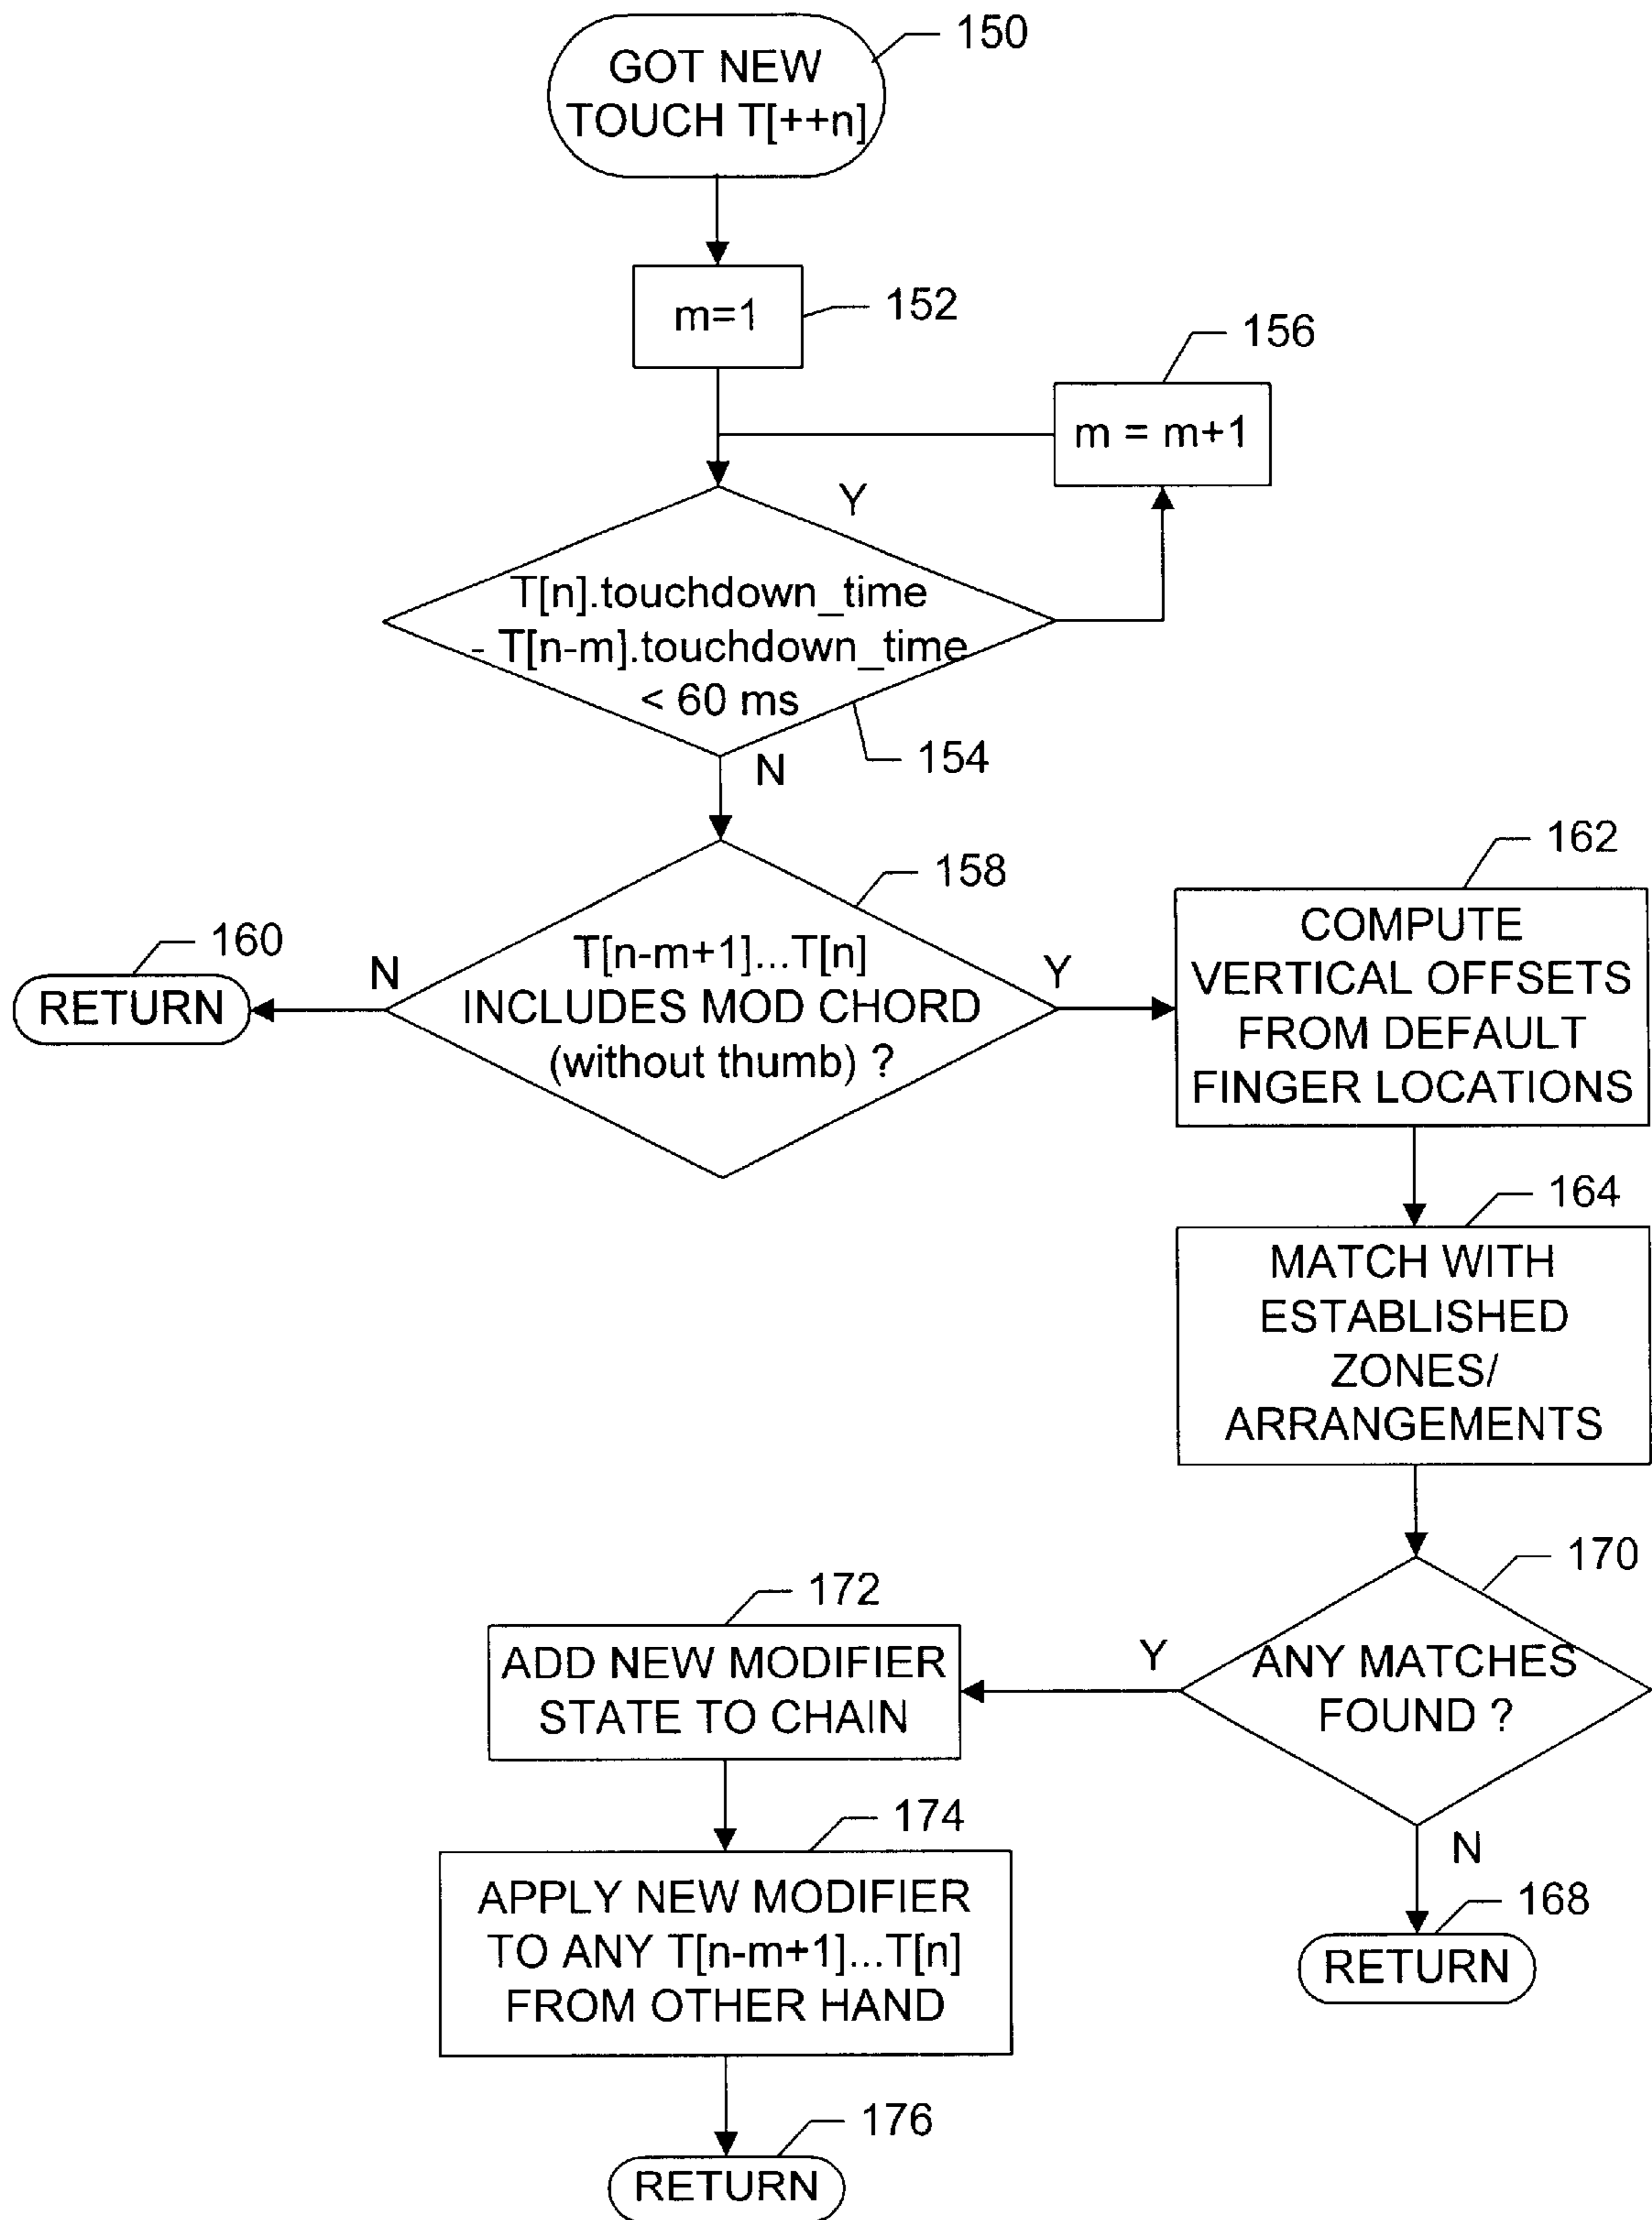 150
GOT NEW
TOUCH T[++n]
m=1
152
156
m = m+1
Y
T[n].touchdown_time
- T[n-m].touchdown_time
< 60 ms
154
N
158
T[n-m+1]...T[n]
INCLUDES MOD CHORD
(without thumb) ?
N
160
RETURN
Y
162
COMPUTE
VERTICAL OFFSETS
FROM DEFAULT
FINGER LOCATIONS
164
MATCH WITH
ESTABLISHED
ZONES/
ARRANGEMENTS
170
ANY MATCHES
FOUND ?
Y
N
168
RETURN
172
ADD NEW MODIFIER
STATE TO CHAIN
174
APPLY NEW MODIFIER
TO ANY T[n-m+1]...T[n]
FROM OTHER HAND
176
RETURN